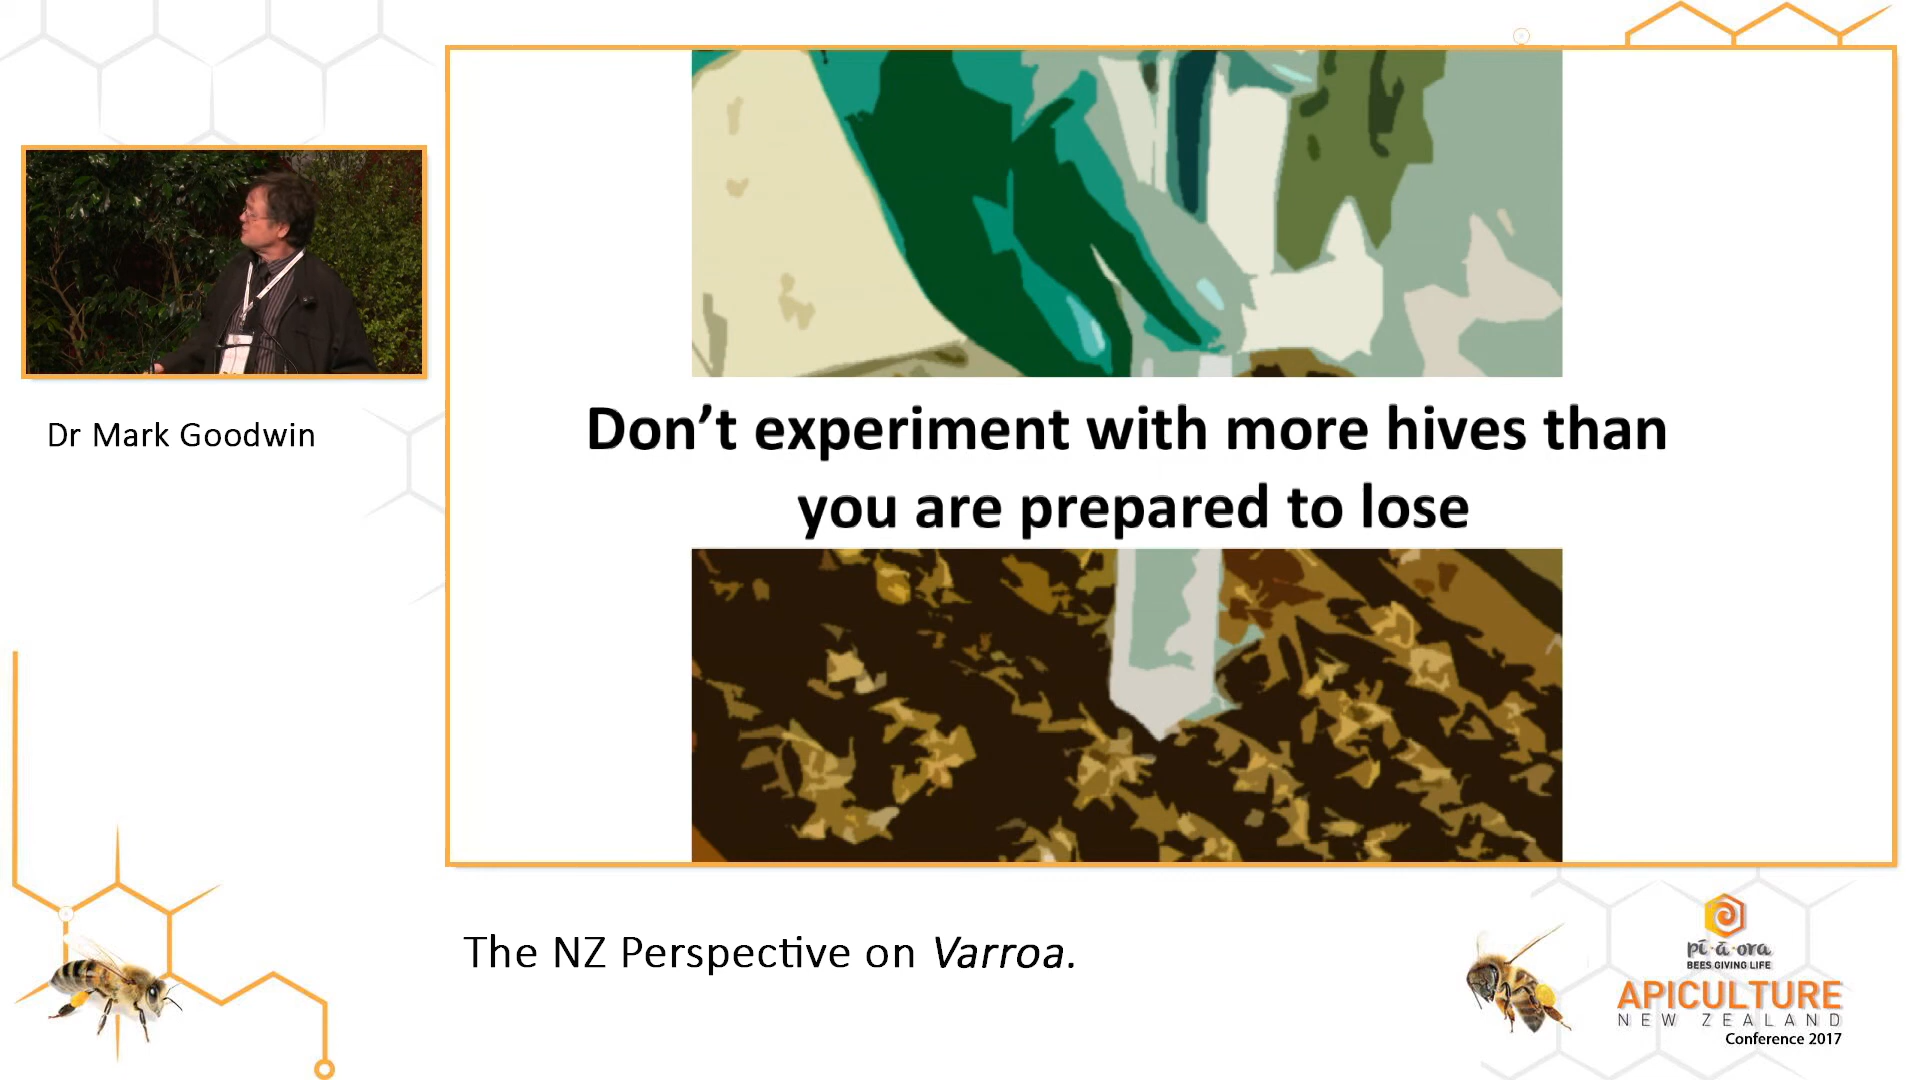 Dr Mark Goodwin
Don’t experiment with more hives than
you are prepared to lose
The NZ Perspective on Varroa.
pī-ā-ora
BEES GIVING LIFE
APICULTURE
NEW ZEALAND
Conference 2017